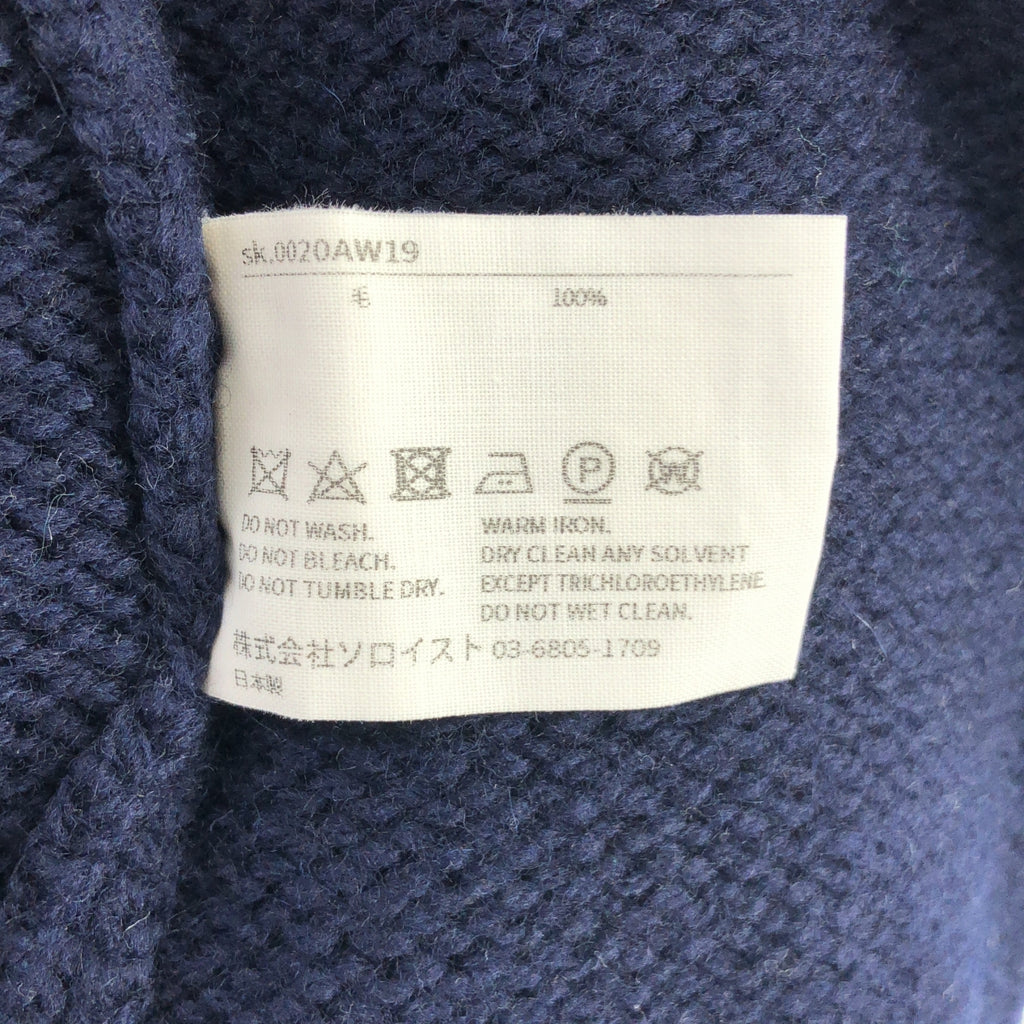 sk.0020AW19
毛 100%
P
W
DO NOT WASH.
DO NOT BLEACH.
DO NOT TUMBLE DRY.
WARM IRON.
DRY CLEAN ANY SOLVENT
EXCEPT TRICHLOROETHYLENE.
DO NOT WET CLEAN.
株式会社ソロイスト 03-6805-1709
日本製